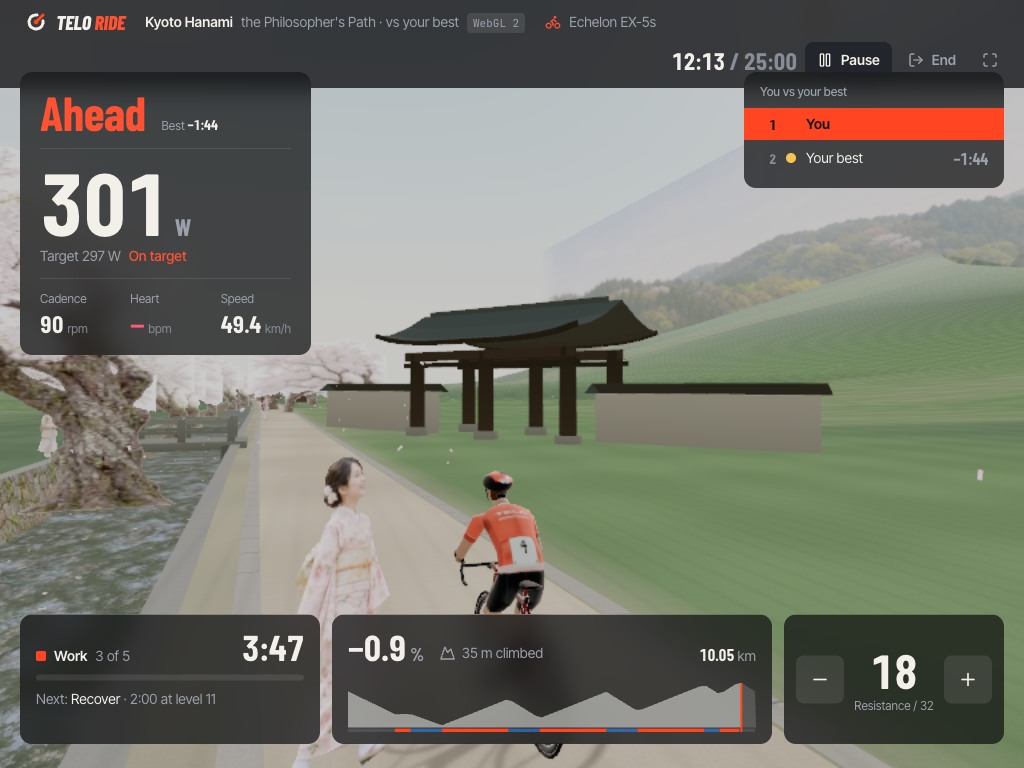 TELO RIDE Kyoto Hanami the Philosopher's Path · vs your best WebGL 2 Echelon EX-5s
12:13 / 25:00 Pause End
Ahead Best −1:44
301 W
Target 297 W On target
Cadence Heart Speed
90 rpm – bpm 49.4 km/h
You vs your best
1 You
2 Your best −1:44
4
Work 3 of 5 3:47
Next: Recover · 2:00 at level 11
−0.9 % 35 m climbed 10.05 km
− 18 +
Resistance / 32